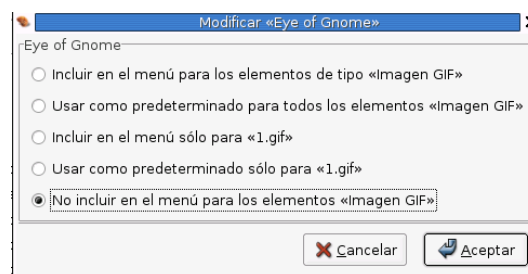 Modificar «Eye of Gnome»
Eye of Gnome
Incluir en el menú para los elementos de tipo «Imagen GIF»
Usar como predeterminado para todos los elementos «Imagen GIF»
Incluir en el menú sólo para «1.gif»
Usar como predeterminado sólo para «1.gif»
No incluir en el menú para los elementos «Imagen GIF»
Cancelar
Aceptar